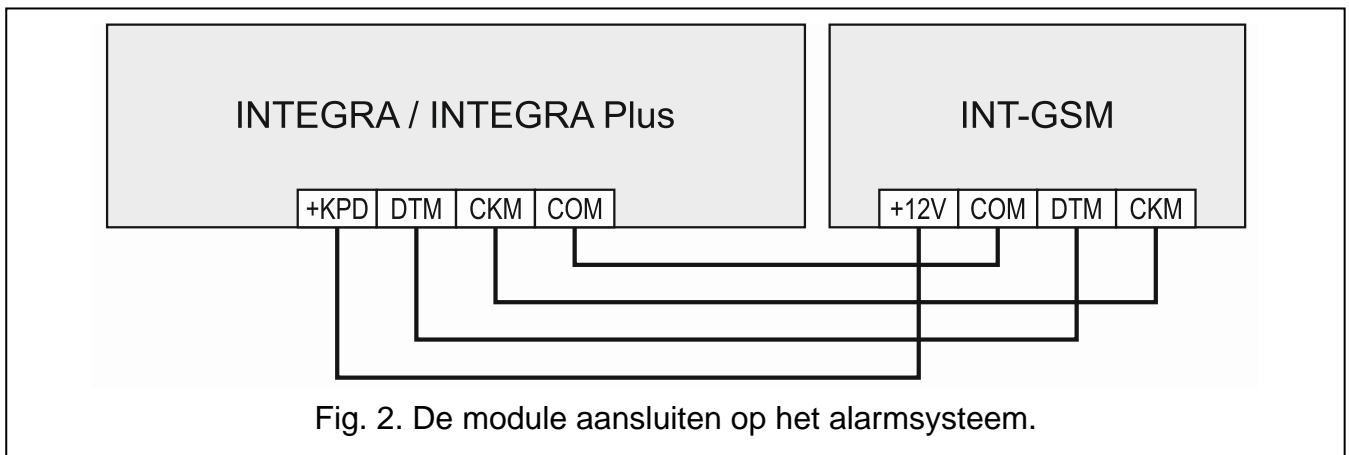 INTEGRA / INTEGRA Plus
INT-GSM
+KPD DTM CKM COM
+12V COM DTM CKM
Fig. 2. De module aansluiten op het alarmsysteem.